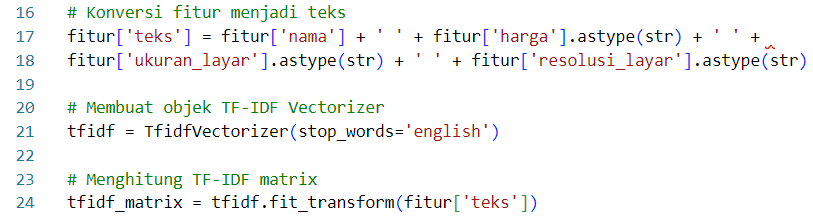 16 # Konversi fitur menjadi teks
17 fitur['teks'] = fitur['nama'] + ' ' + fitur['harga'].astype(str) + ' ' +
18 fitur['ukuran_layar'].astype(str) + ' ' + fitur['resolusi_layar'].astype(str)
19
20 # Membuat objek TF-IDF Vectorizer
21 tfidf = TfidfVectorizer(stop_words='english')
22
23 # Menghitung TF-IDF matrix
24 tfidf_matrix = tfidf.fit_transform(fitur['teks'])